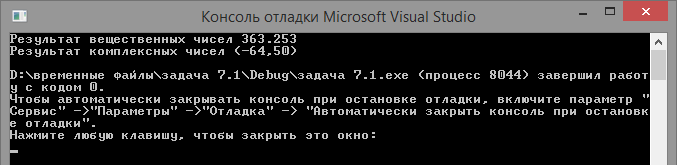 Консоль отладки Microsoft Visual Studio
Результат вещественных чисел 363.253
Результат комплексных чисел (-64,50)
D:\временные файлы\задача 7.1\Debug\задача 7.1.exe (процесс 8044) завершил работ
у с кодом 0.
Чтобы автоматически закрывать консоль при остановке отладки, включите параметр "
Сервис" ->"Параметры" ->"Отладка" -> "Автоматически закрыть консоль при остановк
е отладки".
Нажмите любую клавишу, чтобы закрыть это окно: